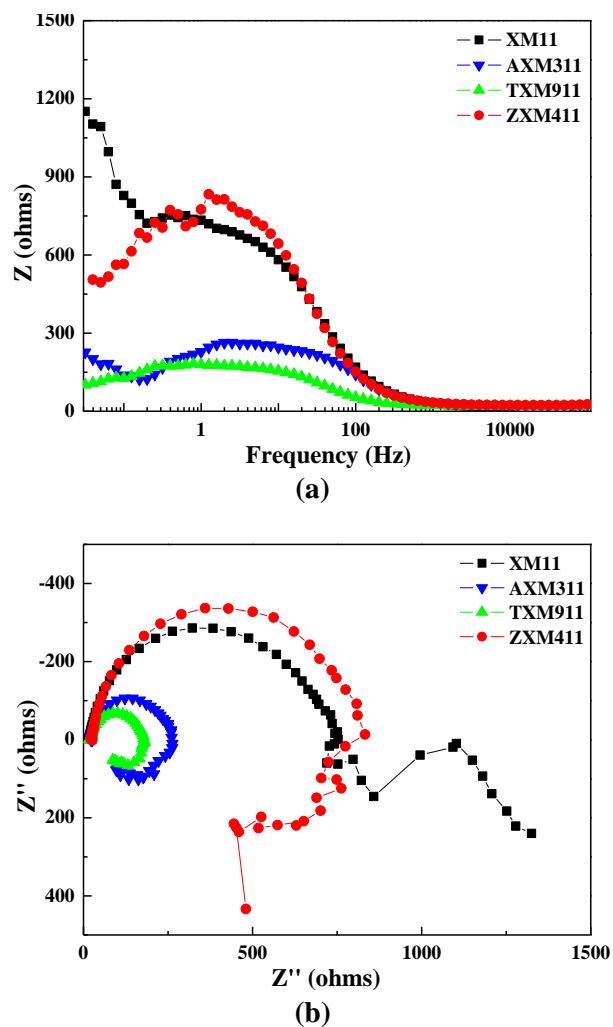 1500
1200
900
600
300
0
Z (ohms)
1
100
10000
Frequency (Hz)
XM11
AXM311
TXM911
ZXM411
(a)
-400
-200
0
200
400
Z'' (ohms)
0
500
1000
1500
Z'' (ohms)
XM11
AXM311
TXM911
ZXM411
(b)